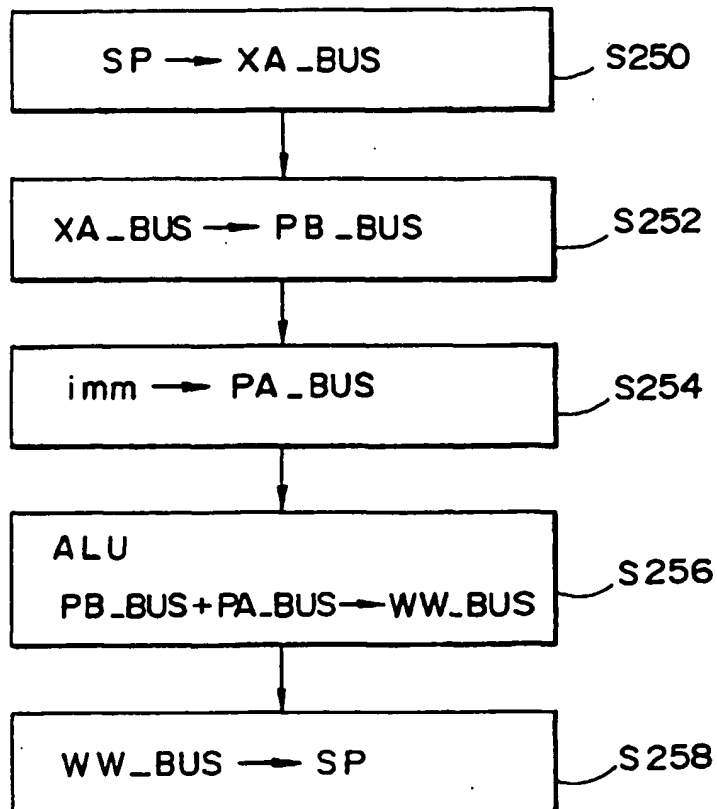 SP → XA_BUS
S250
XA_BUS → PB_BUS
S252
imm → PA_BUS
S254
ALU
PB_BUS+PA_BUS→WW_BUS
S256
WW_BUS → SP
S258